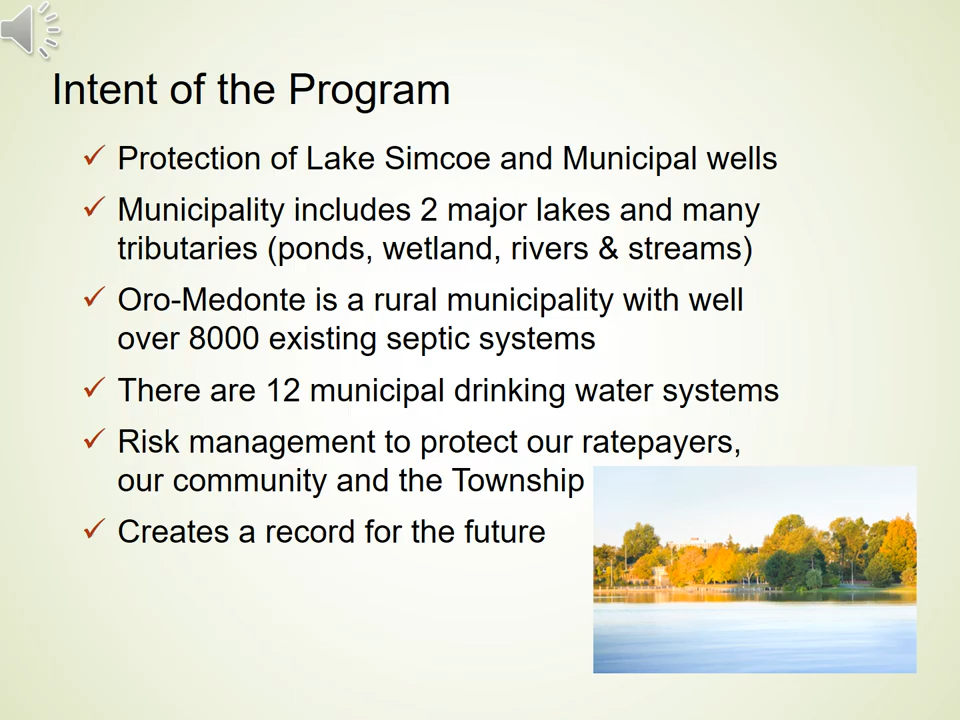 Intent of the Program
✓ Protection of Lake Simcoe and Municipal wells
✓ Municipality includes 2 major lakes and many
tributaries (ponds, wetland, rivers & streams)
✓ Oro-Medonte is a rural municipality with well
over 8000 existing septic systems
✓ There are 12 municipal drinking water systems
✓ Risk management to protect our ratepayers,
our community and the Township
✓ Creates a record for the future